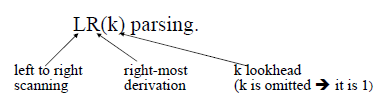 LR(k) parsing.
left to right right-most k lookhead
scanning derivation (k is omitted ➔ it is 1)